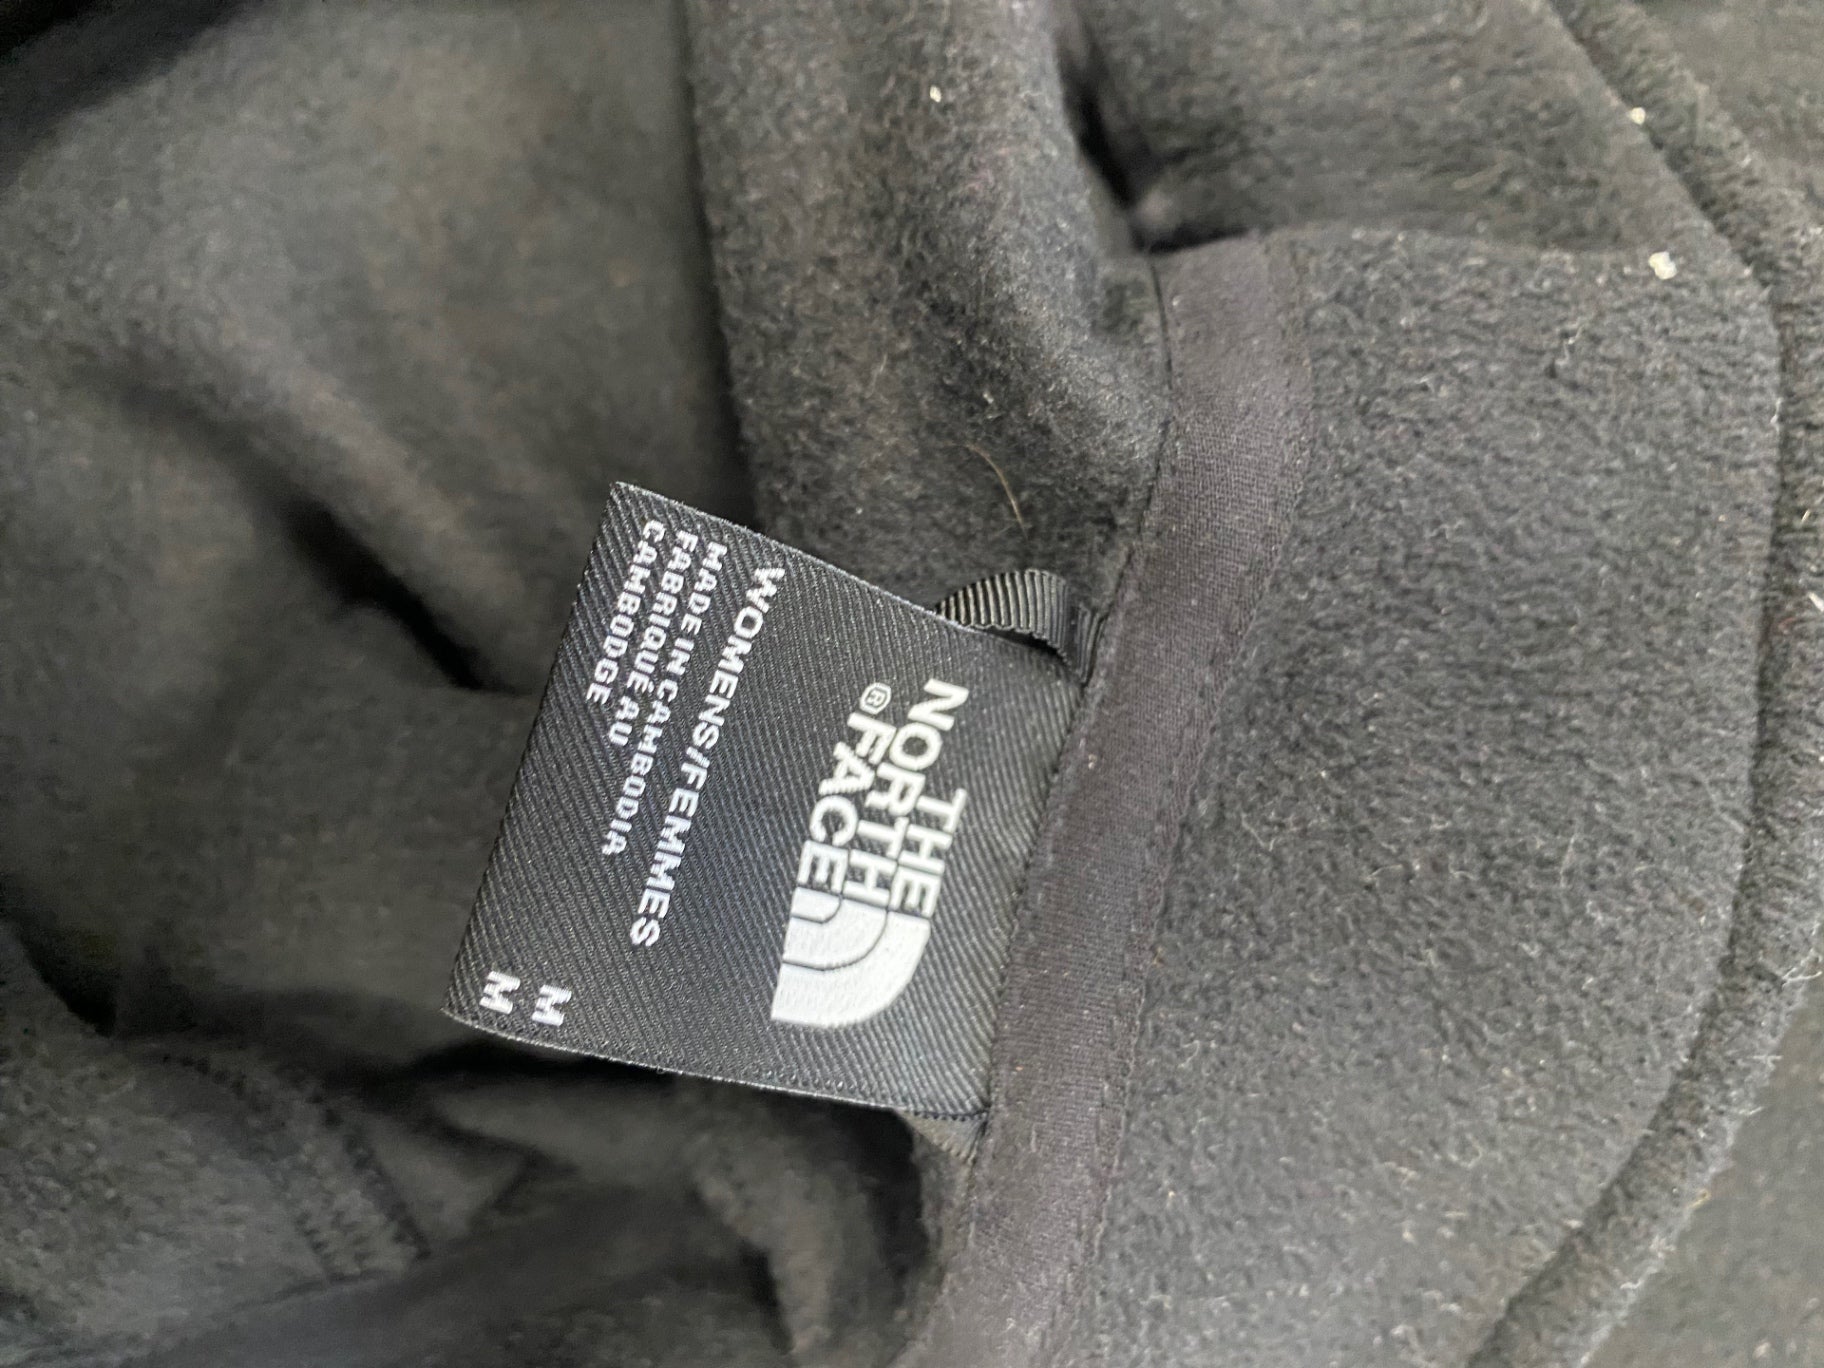 THE
NORTH
®FACE
WOMENS/FEMMES
MADE IN CAMBODIA
FABRIQUÉ AU
CAMBODGE
M
M